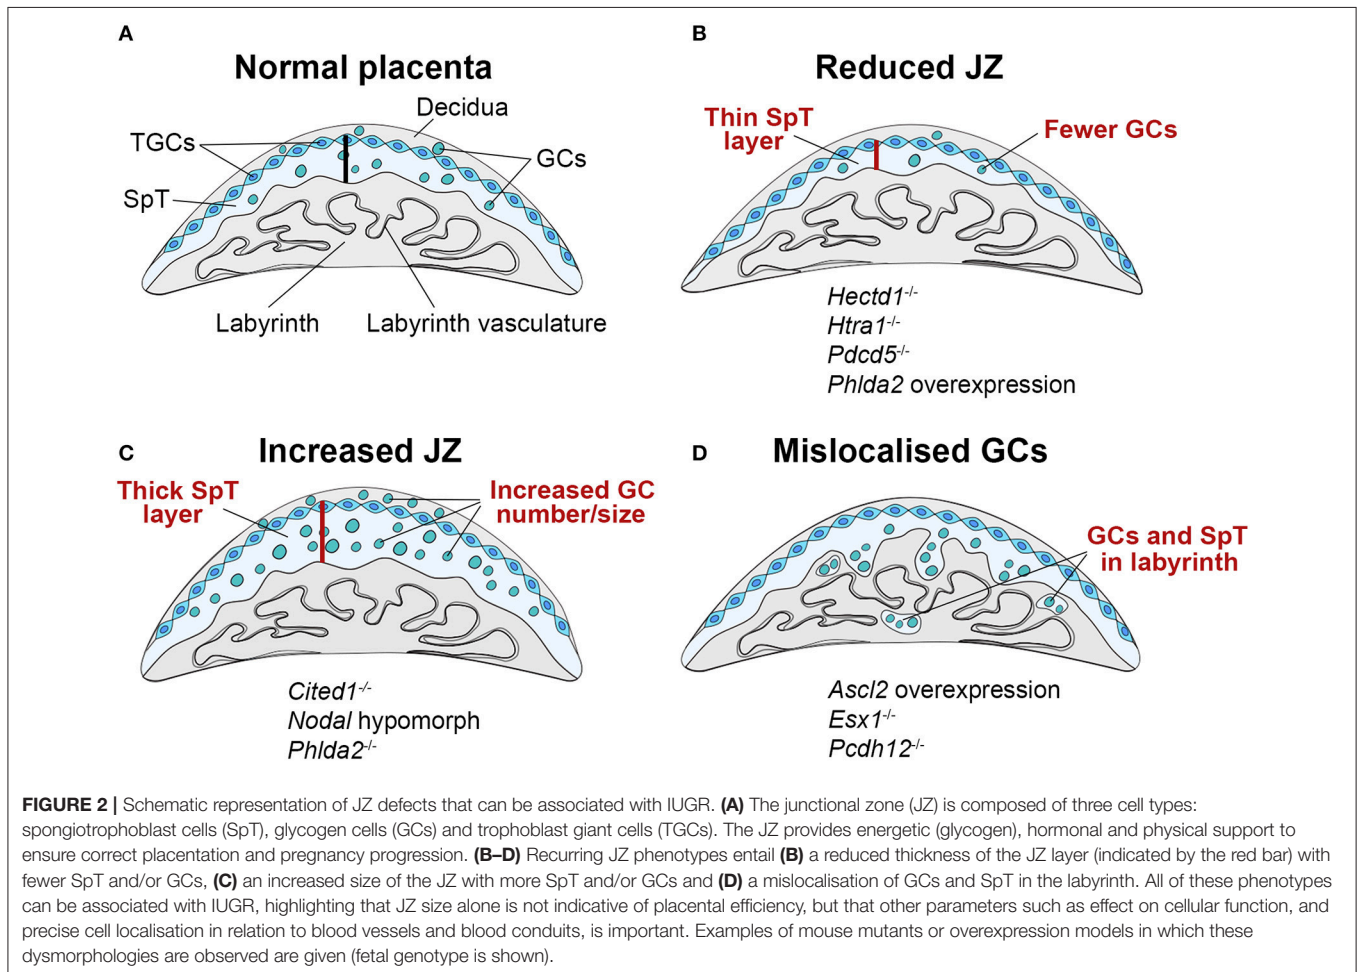 A
Normal placenta
Decidua
TGCs
GCs
SpT
Labyrinth
Labyrinth vasculature
B
Reduced JZ
Thin SpT
layer
Fewer GCs
Hectd1-/-
Htra1-/-
Pdcd5-/-
Phlda2 overexpression
C
Increased JZ
Thick SpT
layer
Increased GC
number/size
Cited1-/-
Nodal hypomorph
Phlda2-/-
D
Mislocalised GCs
GCs and SpT
in labyrinth
Ascl2 overexpression
Esx1-/-
Pcdh12-/-
FIGURE 2 | Schematic representation of JZ defects that can be associated with IUGR. (A) The junctional zone (JZ) is composed of three cell types:
spongiotrophoblast cells (SpT), glycogen cells (GCs) and trophoblast giant cells (TGCs). The JZ provides energetic (glycogen), hormonal and physical support to
ensure correct placentation and pregnancy progression. (B–D) Recurring JZ phenotypes entail (B) a reduced thickness of the JZ layer (indicated by the red bar) with
fewer SpT and/or GCs, (C) an increased size of the JZ with more SpT and/or GCs and (D) a mislocalisation of GCs and SpT in the labyrinth. All of these phenotypes
can be associated with IUGR, highlighting that JZ size alone is not indicative of placental efficiency, but that other parameters such as effect on cellular function, and
precise cell localisation in relation to blood vessels and blood conduits, is important. Examples of mouse mutants or overexpression models in which these
dysmorphologies are observed are given (fetal genotype is shown).